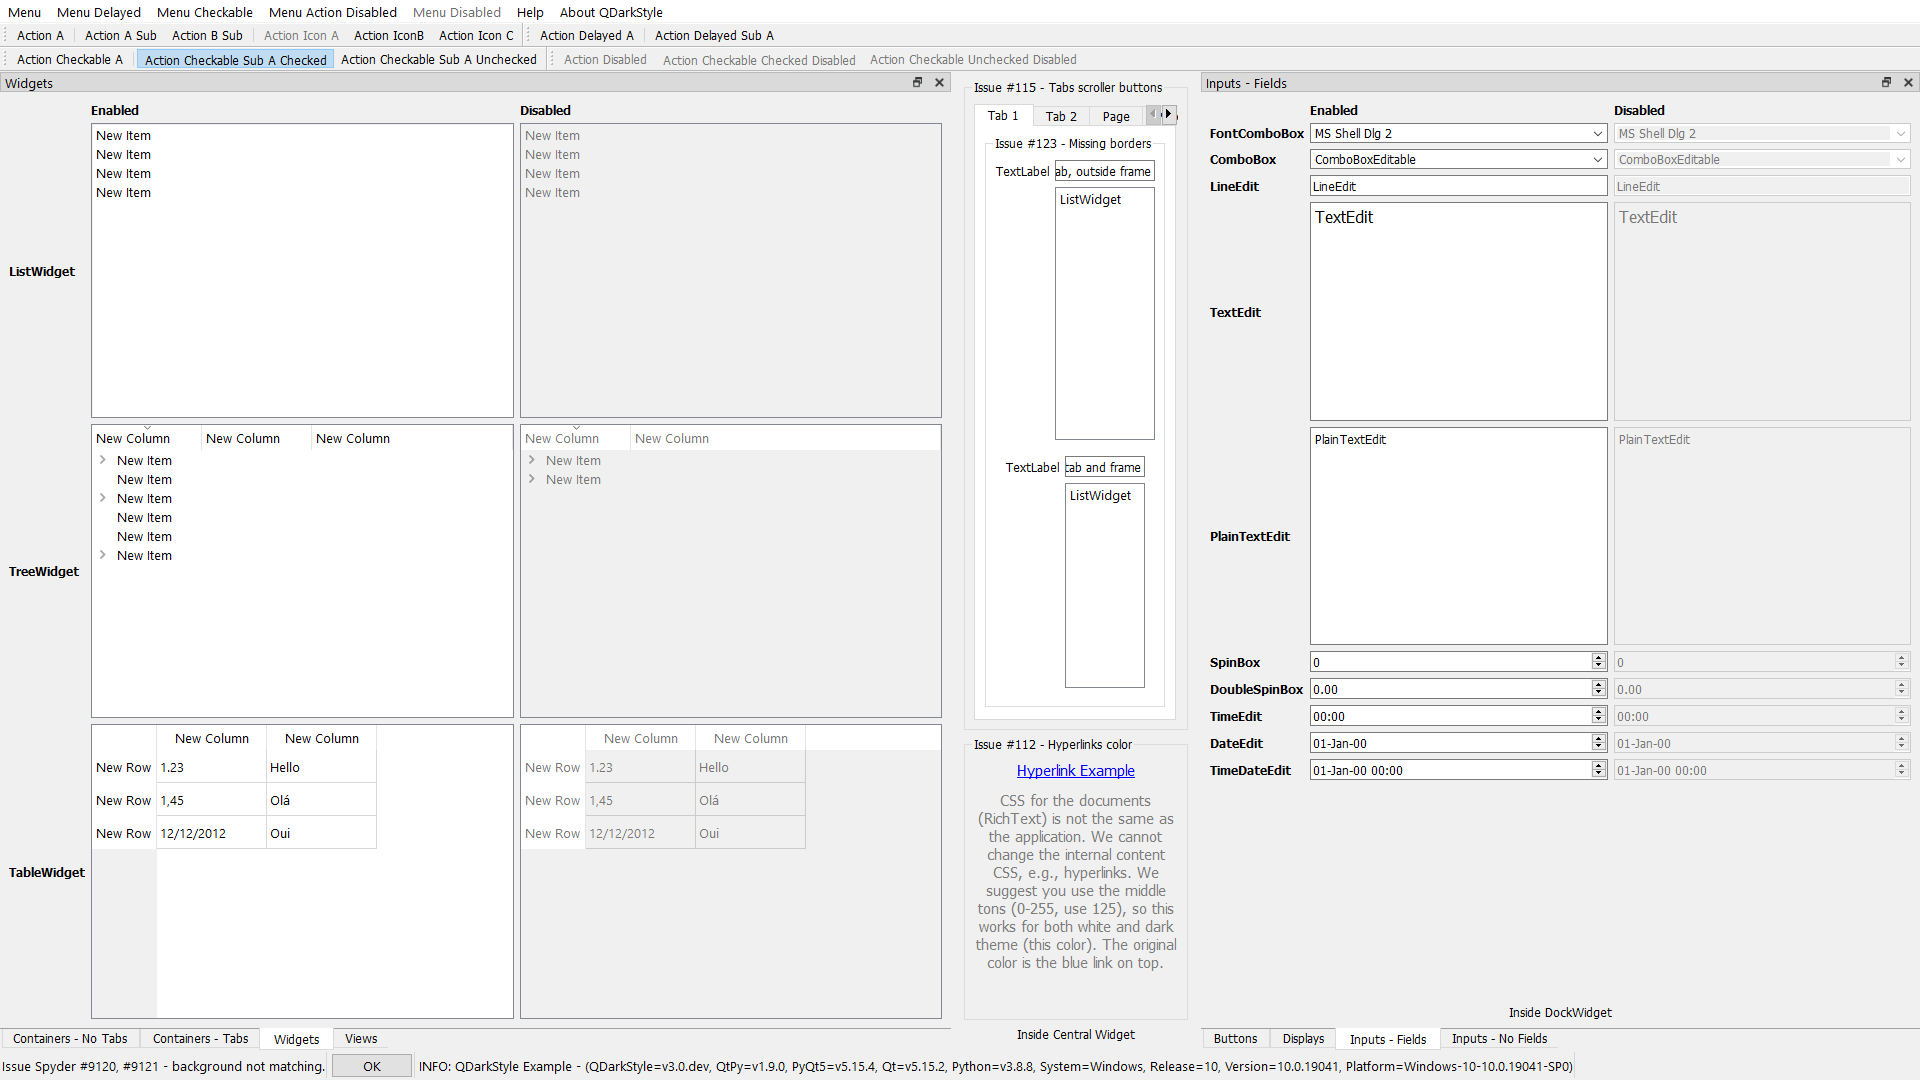 Menu Menu Delayed Menu Checkable Menu Action Disabled Menu Disabled Help About QDarkStyle
Action A Action A Sub Action B Sub Action Icon A Action IconB Action Icon C Action Delayed A Action Delayed Sub A
Action Checkable A Action Checkable Sub A Checked Action Checkable Sub A Unchecked Action Disabled Action Checkable Checked Disabled Action Checkable Unchecked Disabled
Widgets
Enabled Disabled
ListWidget
New Item
New Item
New Item
New Item
New Item
New Item
New Item
New Item
TreeWidget
New Column New Column New Column
New Item
New Item
New Item
New Item
New Item
New Item
New Column New Column
New Item
New Item
TableWidget
New Column New Column
New Row 1.23 Hello
New Row 1,45 Olá
New Row 12/12/2012 Oui
New Column New Column
New Row 1.23 Hello
New Row 1,45 Olá
New Row 12/12/2012 Oui
Containers - No Tabs Containers - Tabs Widgets Views
Issue #115 - Tabs scroller buttons
Tab 1 Tab 2 Page
Issue #123 - Missing borders
TextLabel ab, outside frame
ListWidget
TextLabel tab and frame
ListWidget
Issue #112 - Hyperlinks color
Hyperlink Example
CSS for the documents
(RichText) is not the same as
the application. We cannot
change the internal content
CSS, e.g., hyperlinks. We
suggest you use the middle
tons (0-255, use 125), so this
works for both white and dark
theme (this color). The original
color is the blue link on top.
Inside Central Widget
Inputs - Fields
Enabled Disabled
FontComboBox MS Shell Dlg 2 MS Shell Dlg 2
ComboBox ComboBoxEditable ComboBoxEditable
LineEdit LineEdit LineEdit
TextEdit TextEdit TextEdit
PlainTextEdit PlainTextEdit PlainTextEdit
SpinBox 0 0
DoubleSpinBox 0.00 0.00
TimeEdit 00:00 00:00
DateEdit 01-Jan-00 01-Jan-00
TimeDateEdit 01-Jan-00 00:00 01-Jan-00 00:00
Inside DockWidget
Buttons Displays Inputs - Fields Inputs - No Fields
Issue Spyder #9120, #9121 - background not matching. OK INFO: QDarkStyle Example - (QDarkStyle=v3.0.dev, QtPy=v1.9.0, PyQt5=v5.15.4, Qt=v5.15.2, Python=v3.8.8, System=Windows, Release=10, Version=10.0.19041, Platform=Windows-10-10.0.19041-SP0)